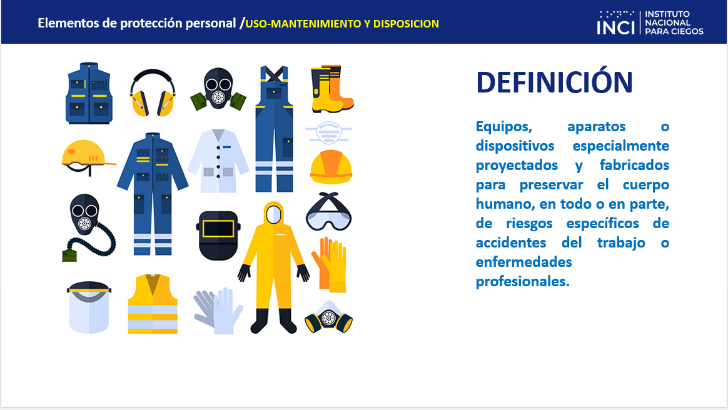 Elementos de protección personal /USO-MANTENIMIENTO Y DISPOSICION
INCI
INSTITUTO
NACIONAL
PARA CIEGOS
DEFINICIÓN
Equipos, aparatos o
dispositivos especialmente
proyectados y fabricados
para preservar el cuerpo
humano, en todo o en parte,
de riesgos específicos de
accidentes del trabajo o
enfermedades
profesionales.